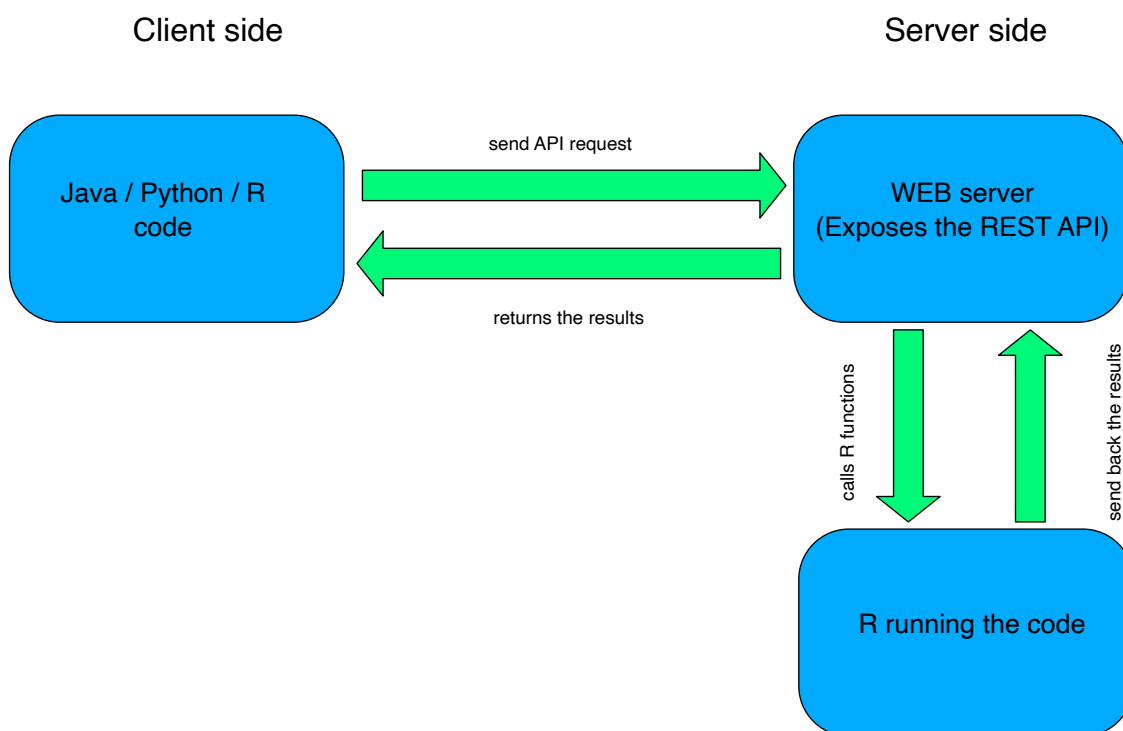 Client side
Server side
send API request
Java / Python / R
code
WEB server
(Exposes the REST API)
returns the results
calls R functions
send back the results
R running the code